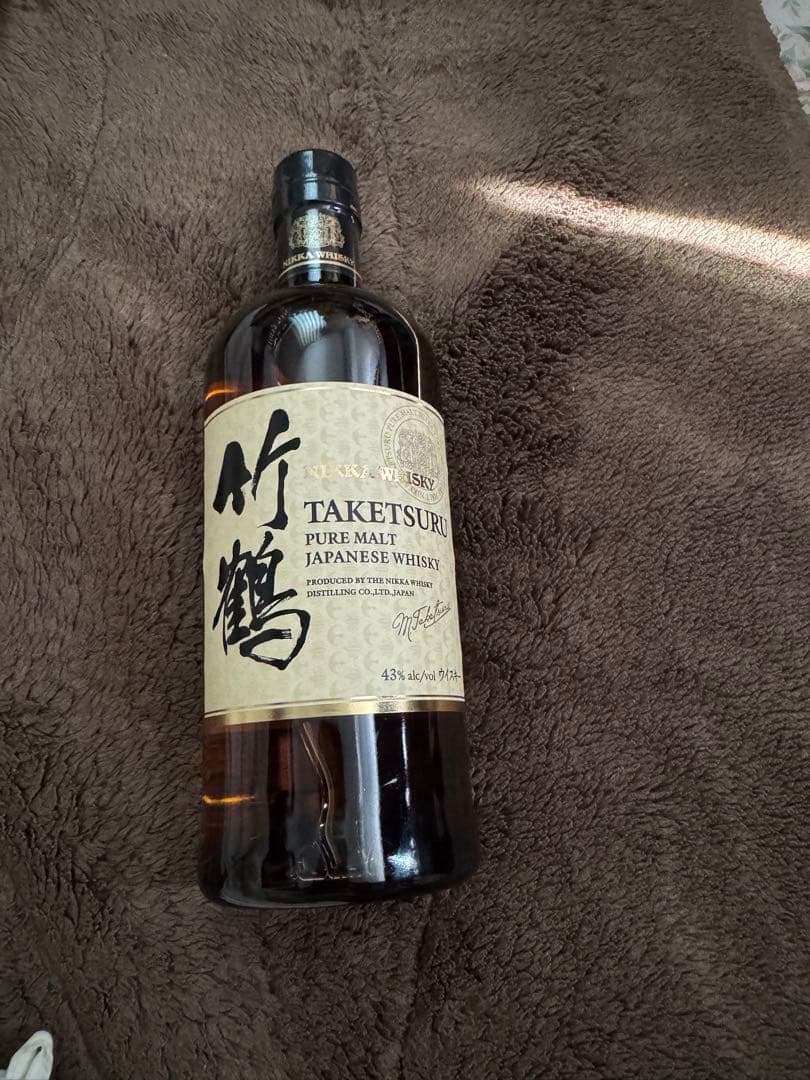 NIKKA WHISKY
竹鶴
NIKKA WHISKY
TAKETSURU
PURE MALT
JAPANESE WHISKY
PRODUCED BY THE NIKKA WHISKY
DISTILLING CO.,LTD.,JAPAN
M Taketsuru
43% alc/vol ウイスキー